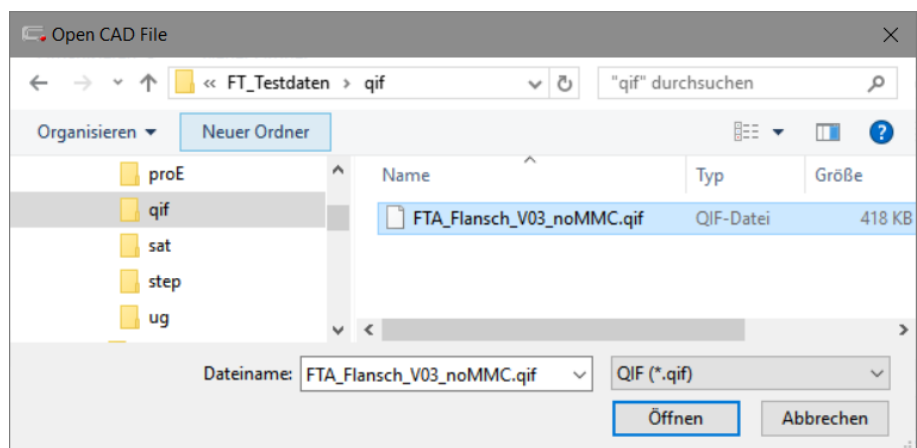 Open CAD File
« FT_Testdaten > qif "qif" durchsuchen
Organisieren Neuer Ordner ?
proE Name Typ Größe
qif FTA_Flansch_V03_noMMC.qif QIF-Datei 418 KB
sat
step
ug
Dateiname: FTA_Flansch_V03_noMMC.qif QIF (*.qif)
Öffnen Abbrechen